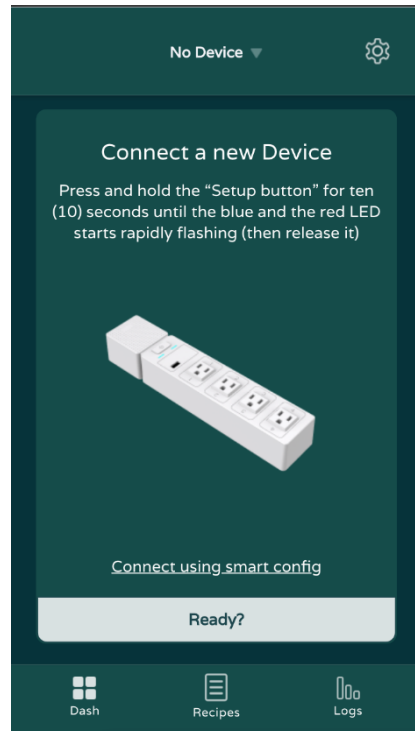 No Device
Connect a new Device
Press and hold the “Setup button” for ten
(10) seconds until the blue and the red LED
starts rapidly flashing (then release it)
Connect using smart config
Ready?
Dash
Recipes
Logs